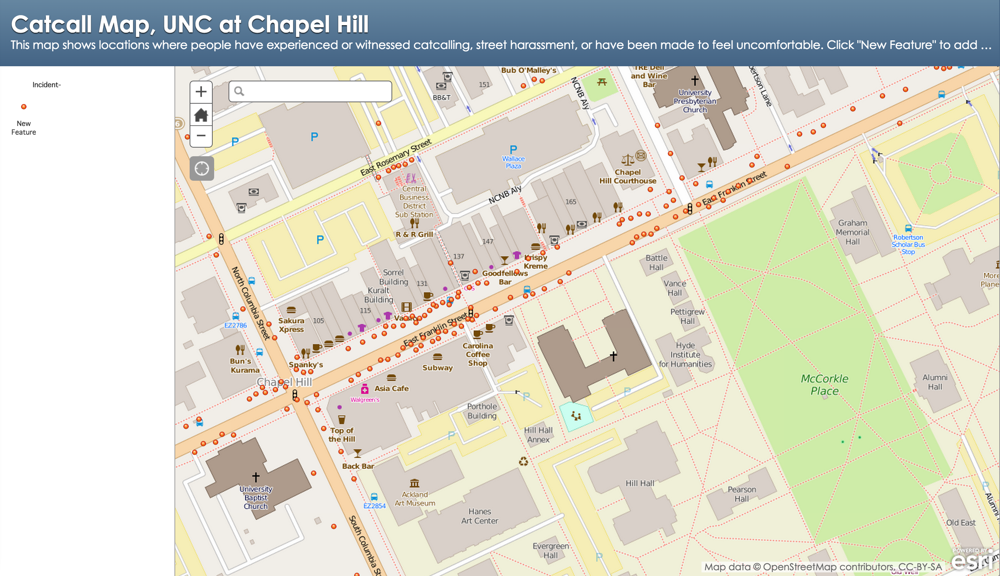 Catcall Map, UNC at Chapel Hill
This map shows locations where people have experienced or witnessed catcalling, street harassment, or have been made to feel uncomfortable. Click "New Feature" to add ...
Incident-
New
Feature
Bub O'Malley's
and Wine
Bar
151
BB&T
NCNB Aly
University
Presbyterian
Church
6
P
P
East Rosemary Street
P
Wallace
Plaza
Chapel
Hill Courthouse
Central
Business
District
Sub Station
NCNB Aly
165
East Franklin Street
R & R Grill
P
147
137
Krispy
Kreme
Goodfellows
Bar
Battle
Hall
Graham
Memorial
Hall
Robertson
Scholar Bus
Stop
North Columbia Street
Sorrel
Building
131
Kuralt
Building
115
105
Sakura
Xpress
EZ2786
Vance
Hall
Pettigrew
Hall
East Franklin Street
Carolina
Coffee
Shop
Hyde
Institute
for Humanities
Bun's
Kurama
Spanky's
Subway
Chapel Hill
Asia Cafe
Walgreen's
P
P
McCorkle
Place
Alumni
Hall
Porthole
Building
Top of
the Hill
P
Hill Hall
Annex
Back Bar
University
Baptist
Church
Ackland
Art Museum
EZ2854
Hanes
Art Center
Hill Hall
Pearson
Hall
P
Old East
South Columbia
Evergreen
Hall
P
POWERED BY
esri
Map data © OpenStreetMap contributors, CC-BY-SA
Old Well